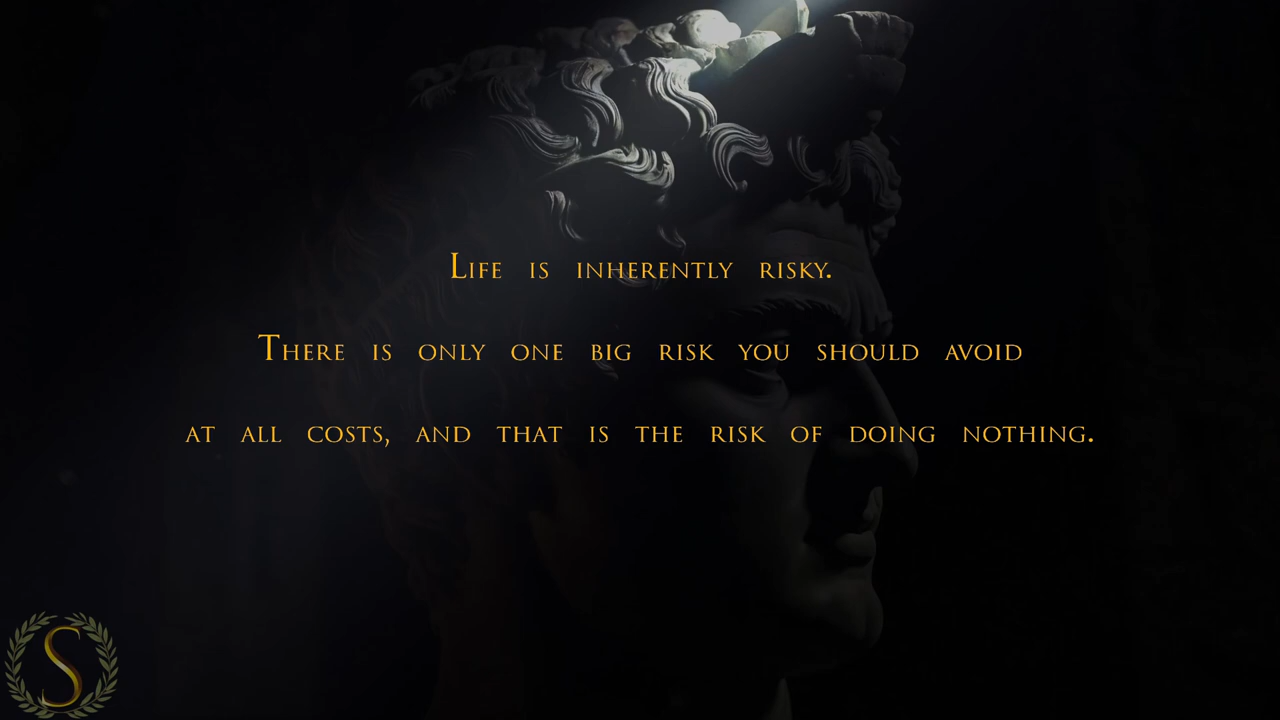 Life is inherently risky.
There is only one big risk you should avoid
at all costs, and that is the risk of doing nothing.
S